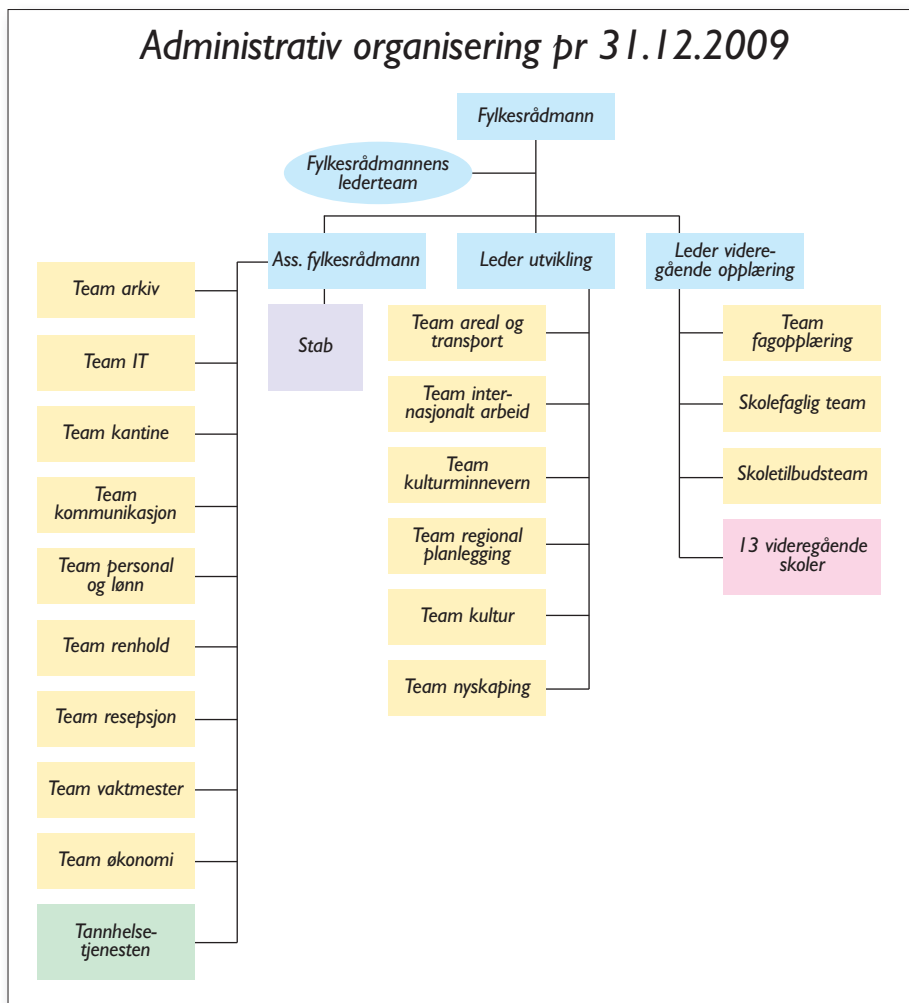 Administrativ organisering pr 31.12.2009
Fylkesrådmann
Fylkesrådmannens
lederteam
Ass. fylkesrådmann
Leder utvikling
Leder videre-
gående opplæring
Stab
Team arkiv
Team IT
Team kantine
Team
kommunikasjon
Team personal
og lønn
Team renhold
Team resepsjon
Team vaktmester
Team økonomi
Tannhelse-
tjenesten
Team areal og
transport
Team inter-
nasjonalt arbeid
Team
kulturminnevern
Team regional
planlegging
Team kultur
Team nyskaping
Team
fagopplæring
Skolefaglig team
Skoletilbudsteam
13 videregående
skoler